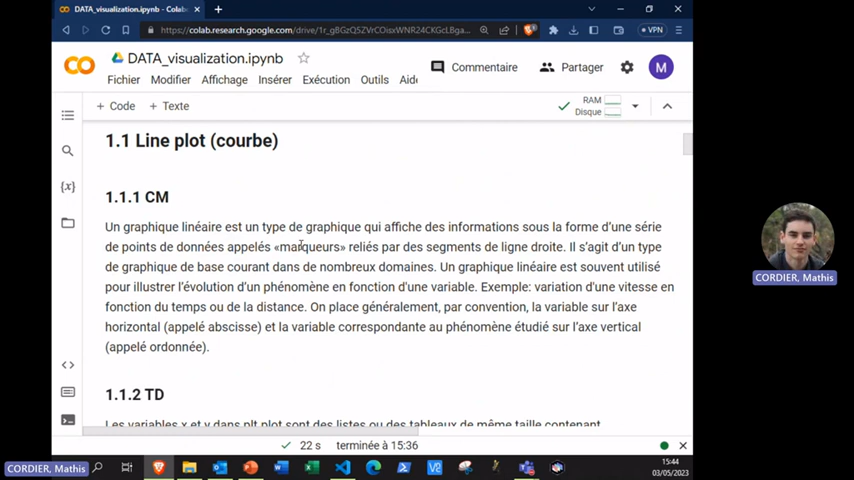 DATA_visualization.ipynb - Colab
https://colab.research.google.com/drive/1r_gBGzQ5ZVrCOisxWNR24CKGcLBga...
VPN
DATA_visualization.ipynb
Fichier Modifier Affichage Insérer Exécution Outils Aide
Commentaire Partager M
+ Code + Texte
RAM
Disque
1.1 Line plot (courbe)
1.1.1 CM
Un graphique linéaire est un type de graphique qui affiche des informations sous la forme d'une série
de points de données appelés «marqueurs» reliés par des segments de ligne droite. Il s'agit d'un type
de graphique de base courant dans de nombreux domaines. Un graphique linéaire est souvent utilisé
pour illustrer l'évolution d'un phénomène en fonction d'une variable. Exemple: variation d'une vitesse en
fonction du temps ou de la distance. On place généralement, par convention, la variable sur l'axe
horizontal (appelé abscisse) et la variable correspondante au phénomène étudié sur l'axe vertical
(appelé ordonnée).
1.1.2 TD
Les variables x et y dans plt plot sont des listes ou des tableaux de même taille contenant
22 s terminée à 15:36
CORDIER, Mathis
CORDIER, Mathis
15:44
03/05/2023